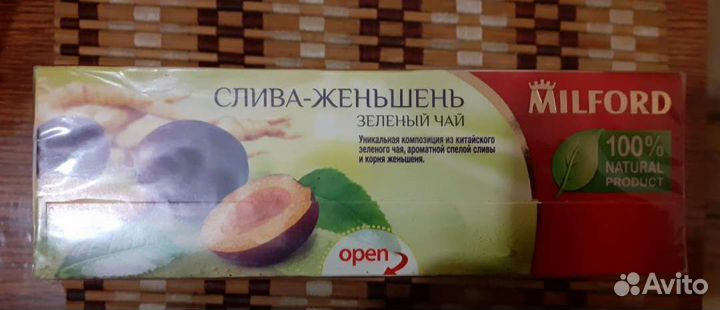 СЛИВА-ЖЕНЬШЕНЬ
ЗЕЛЕНЫЙ ЧАЙ
Уникальная композиция из китайского
зеленого чая, ароматной спелой сливы
и корня женьшеня.
MILFORD
100%
NATURAL
PRODUCT
open
Avito